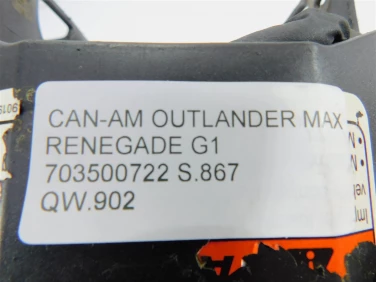 CAN-AM OUTLANDER MAX
RENEGADE G1
703500722 S.867
QW.902